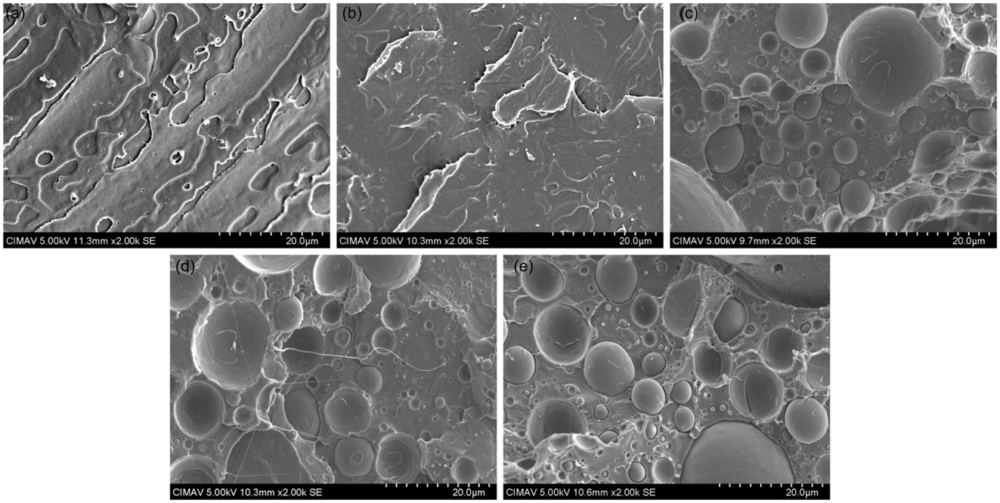 (a)
CIMAV 5.00kV 11.3mm x2.00k SE 20.0µm
(b)
CIMAV 5.00kV 10.3mm x2.00k SE 20.0µm
(c)
CIMAV 5.00kV 9.7mm x2.00k SE 20.0µm
(d)
CIMAV 5.00kV 10.3mm x2.00k SE 20.0µm
(e)
CIMAV 5.00kV 10.6mm x2.00k SE 20.0µm